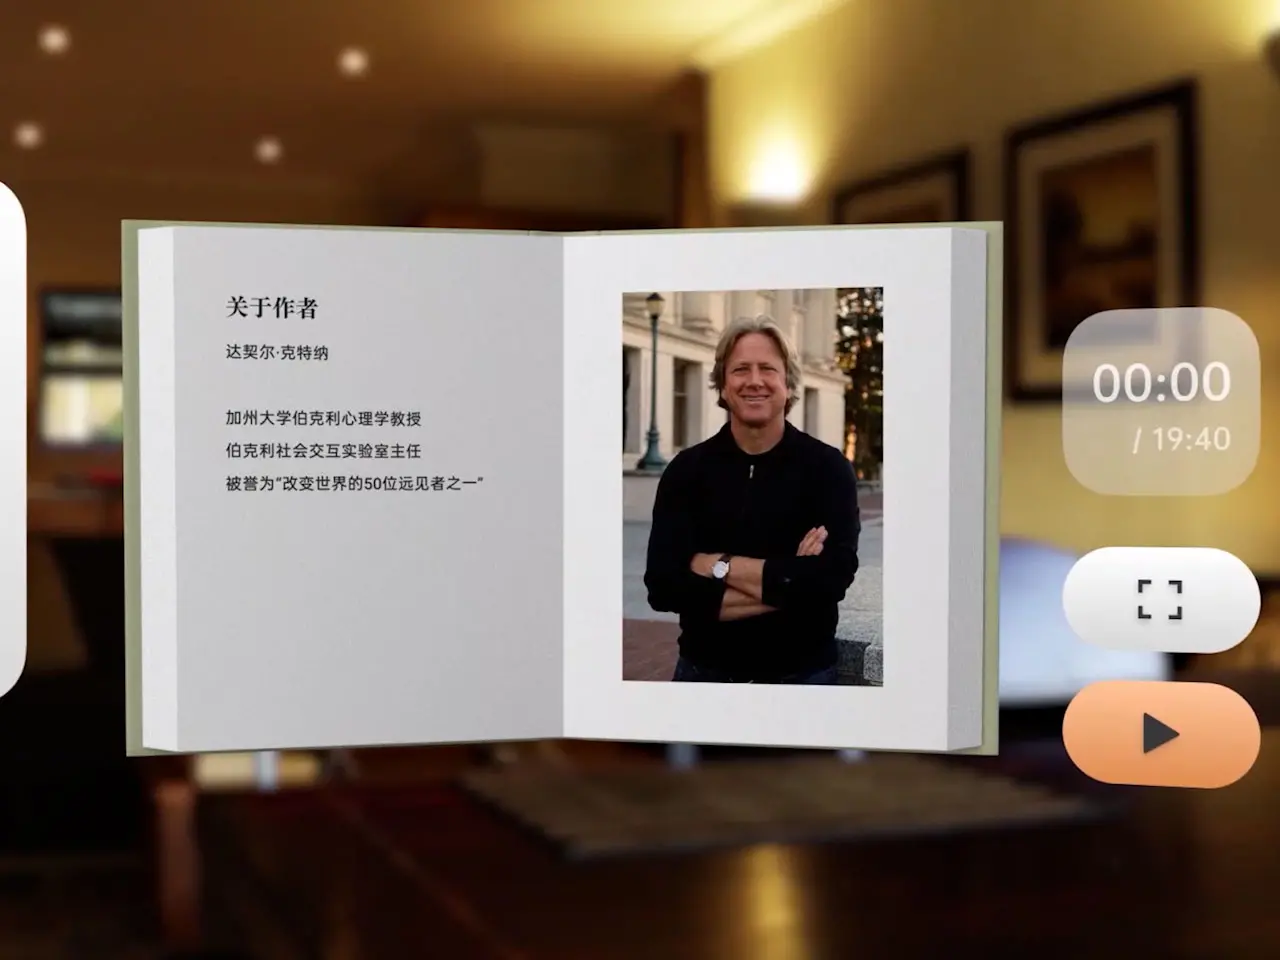 关于作者
达契尔·克特纳
加州大学伯克利心理学教授
伯克利社会交互实验室主任
被誉为“改变世界的50位远见者之一”
00:00
/ 19:40